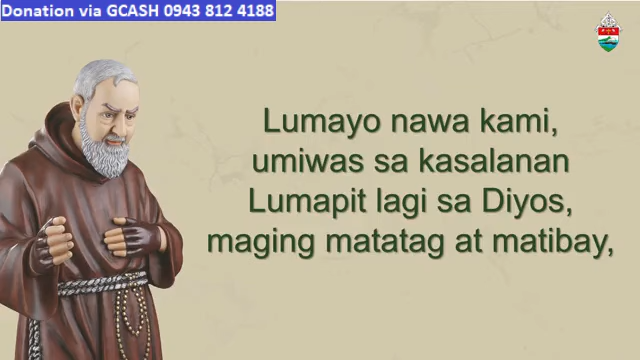 Donation via GCASH 0943 812 4188
Lumayo nawa kami,
umiwas sa kasalanan
Lumapit lagi sa Diyos,
maging matatag at matibay,